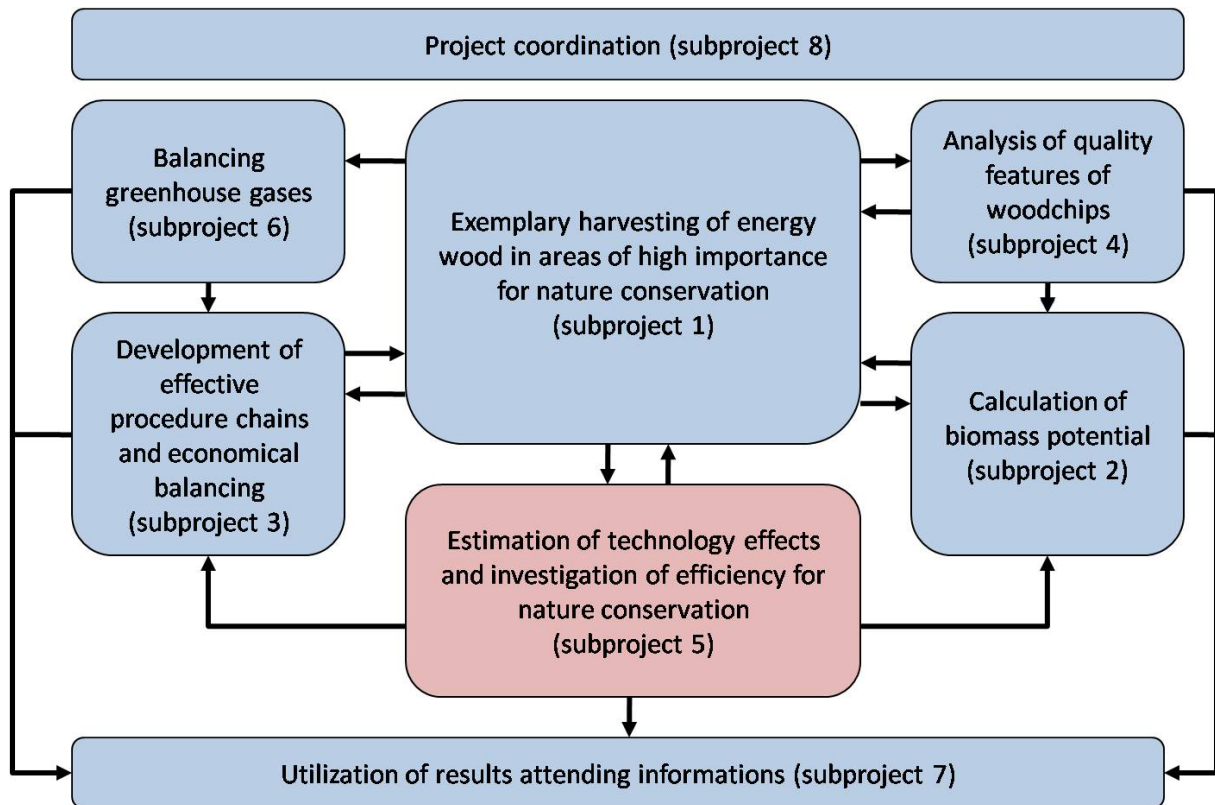 Project coordination (subproject 8)
Balancing
greenhouse gases
(subproject 6)
Exemplary harvesting of energy
wood in areas of high importance
for nature conservation
(subproject 1)
Analysis of quality
features of
woodchips
(subproject 4)
Development of
effective
procedure chains
and economical
balancing
(subproject 3)
Calculation of
biomass potential
(subproject 2)
Estimation of technology effects
and investigation of efficiency for
nature conservation
(subproject 5)
Utilization of results attending informations (subproject 7)